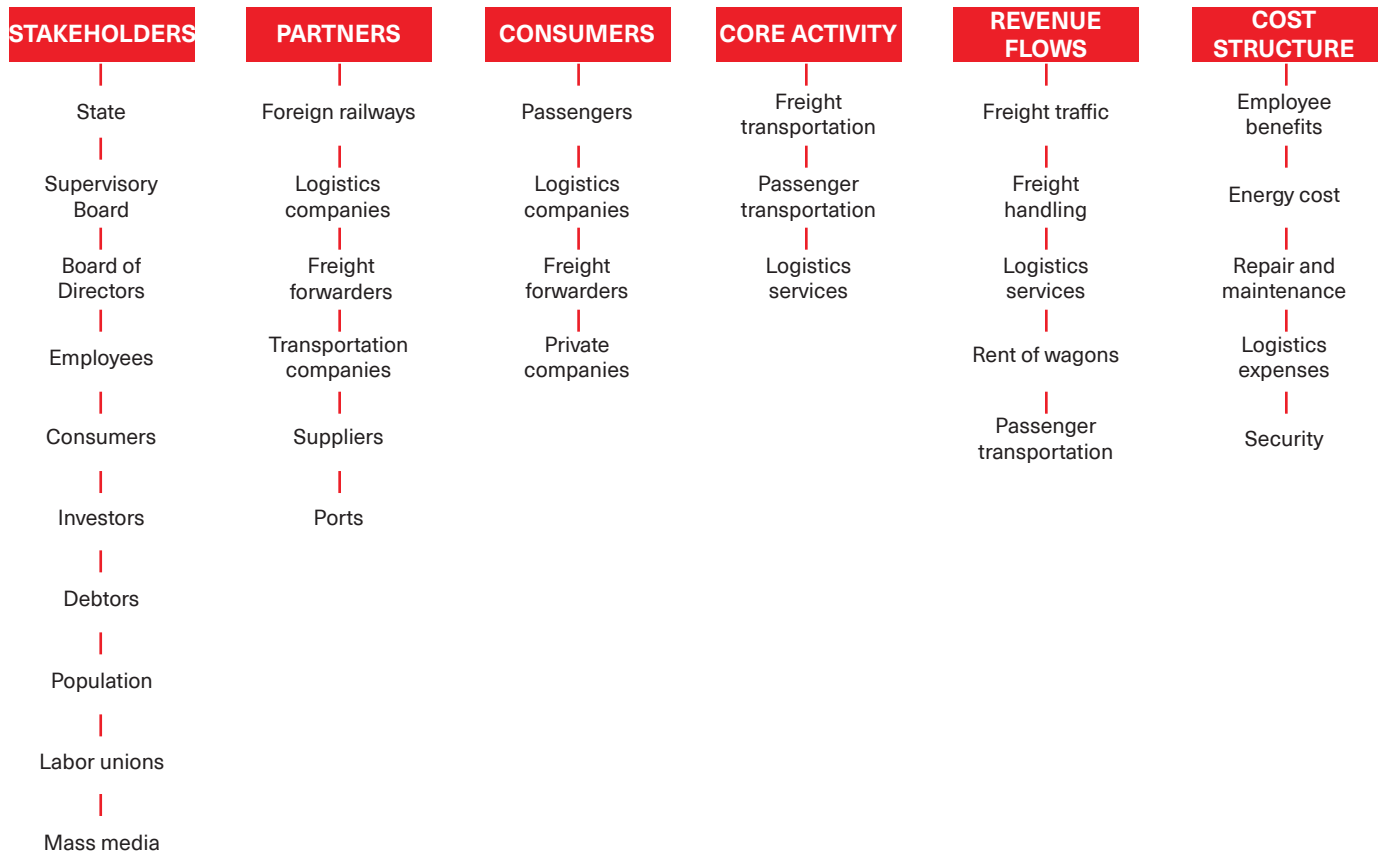 STAKEHOLDERS
State
Supervisory
Board
Board of
Directors
Employees
Consumers
Investors
Debtors
Population
Labor unions
Mass media
PARTNERS
Foreign railways
Logistics
companies
Freight
forwarders
Transportation
companies
Suppliers
Ports
CONSUMERS
Passengers
Logistics
companies
Freight
forwarders
Private
companies
CORE ACTIVITY
Freight
transportation
Passenger
transportation
Logistics
services
REVENUE
FLOWS
Freight traffic
Freight
handling
Logistics
services
Rent of wagons
Passenger
transportation
COST
STRUCTURE
Employee
benefits
Energy cost
Repair and
maintenance
Logistics
expenses
Security